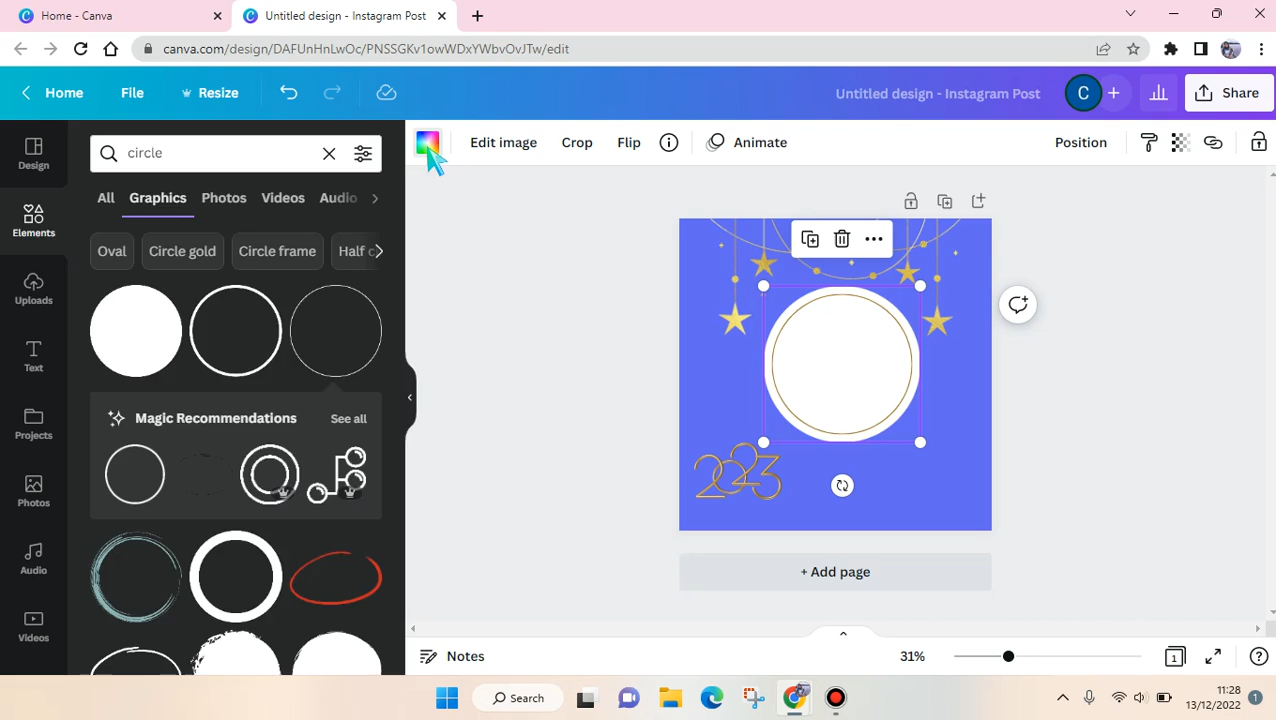 Home - Canva
Untitled design - Instagram Post
canva.com/design/DAFUnHnLwOc/PNSSGKv1owWDxYWbvOvJTw/edit
Home
File
Resize
Untitled design - Instagram Post
C
Share
Design
Elements
Uploads
Text
Projects
Photos
Audio
Videos
circle
All
Graphics
Photos
Videos
Audio
Oval
Circle gold
Circle frame
Half c
Magic Recommendations
See all
Edit image
Crop
Flip
Animate
Position
2023
+ Add page
Notes
31%
1
Search
11:28
13/12/2022
1